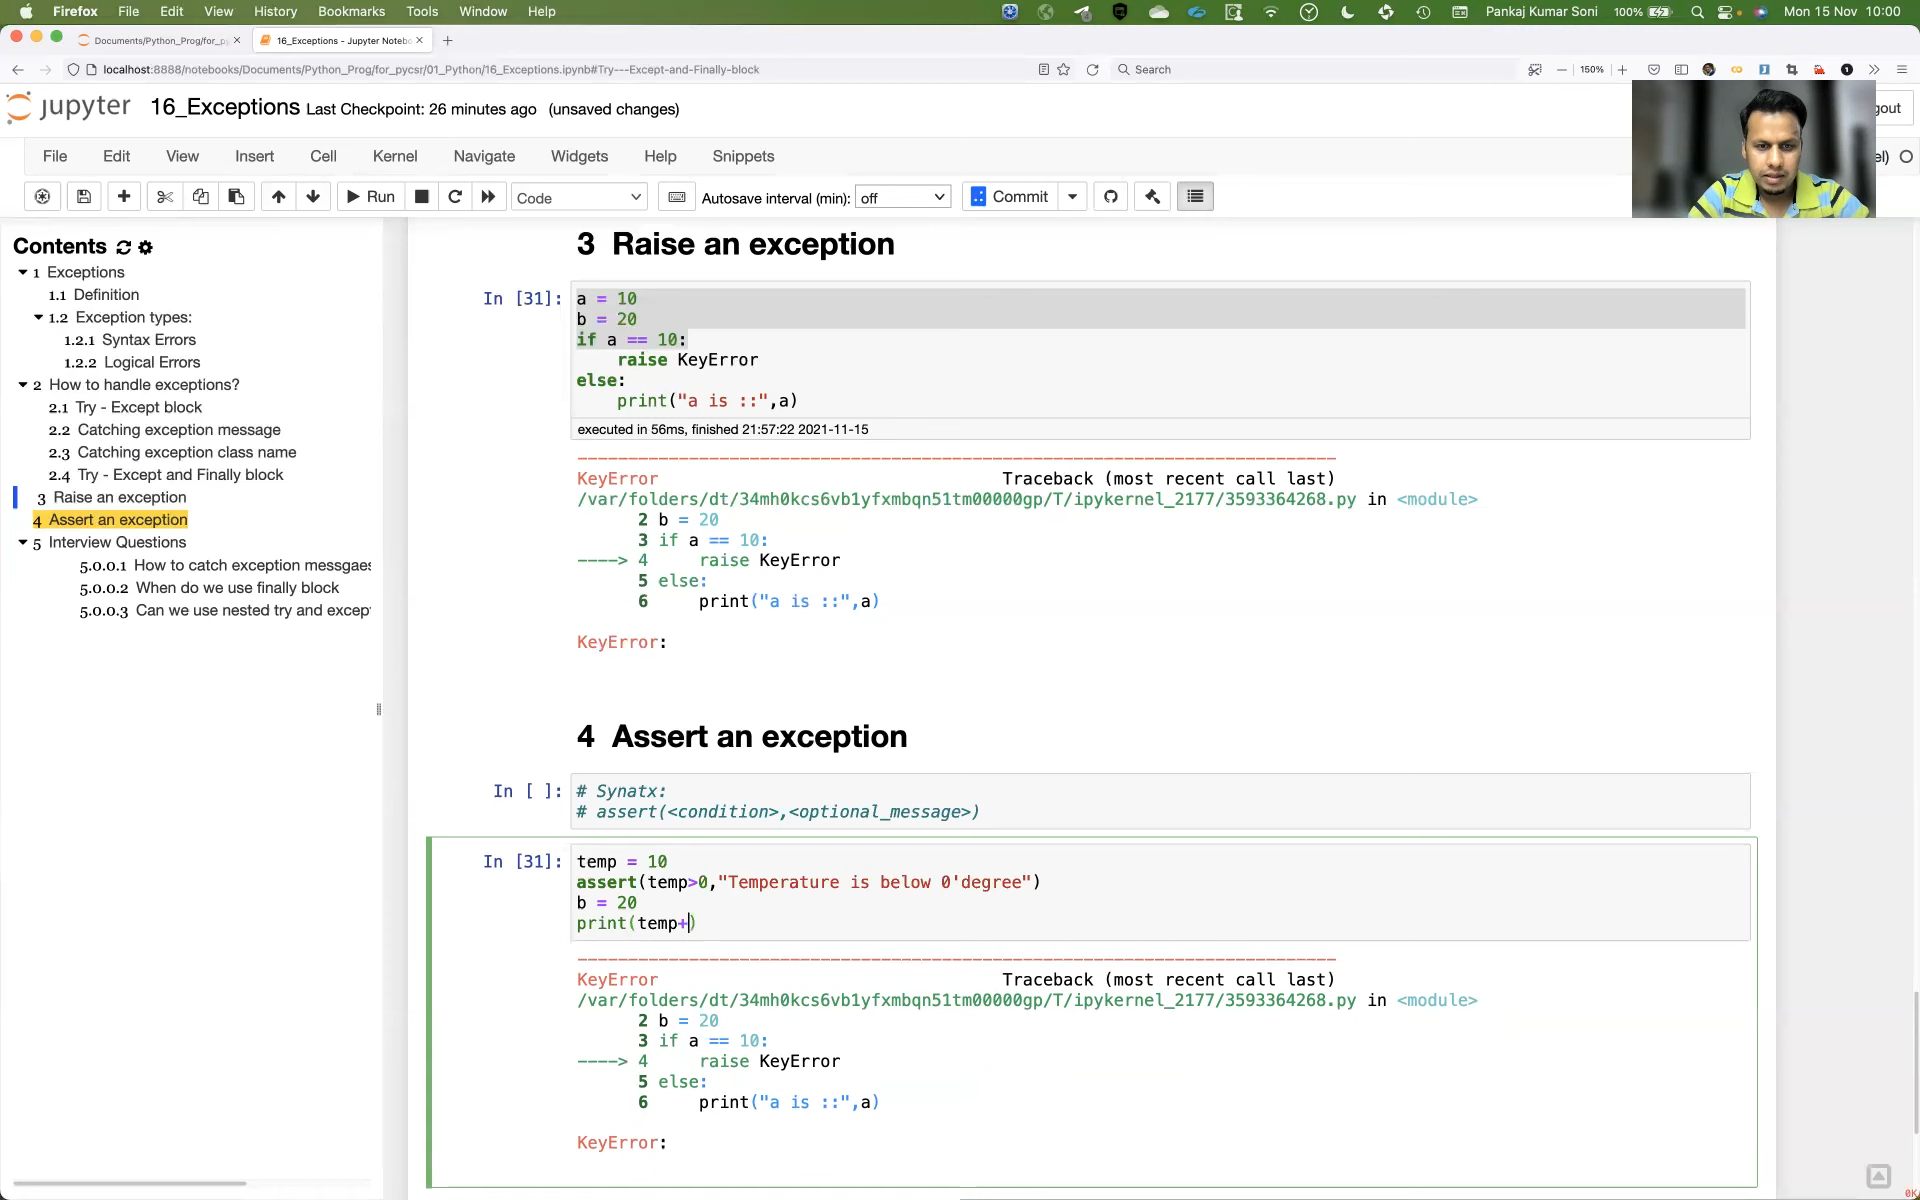 Firefox File Edit View History Bookmarks Tools Window Help Pankaj Kumar Soni 100% Mon 15 Nov 10:00
Documents/Python_Prog/for_py 16_Exceptions - Jupyter Notebo
localhost:8888/notebooks/Documents/Python_Prog/for_pycsr/01_Python/16_Exceptions.ipynb#Try---Except-and-Finally-block Search 150%
jupyter 16_Exceptions Last Checkpoint: 26 minutes ago (unsaved changes) gout
File Edit View Insert Cell Kernel Navigate Widgets Help Snippets el)
Run Code Autosave interval (min): off Commit
Contents
1 Exceptions
1.1 Definition
1.2 Exception types:
1.2.1 Syntax Errors
1.2.2 Logical Errors
2 How to handle exceptions?
2.1 Try - Except block
2.2 Catching exception message
2.3 Catching exception class name
2.4 Try - Except and Finally block
3 Raise an exception
4 Assert an exception
5 Interview Questions
5.0.0.1 How to catch exception messgaes
5.0.0.2 When do we use finally block
5.0.0.3 Can we use nested try and excep
3 Raise an exception
In [31]: a = 10
b = 20
if a == 10:
raise KeyError
else:
print("a is ::",a)
executed in 56ms, finished 21:57:22 2021-11-15
---------------------------------------------------------------------------
KeyError Traceback (most recent call last)
/var/folders/dt/34mh0kcs6vb1yfxmbqn51tm00000gp/T/ipykernel_2177/3593364268.py in <module>
2 b = 20
3 if a == 10:
----> 4 raise KeyError
5 else:
6 print("a is ::",a)
KeyError:
4 Assert an exception
In [ ]: # Synatx:
# assert(<condition>,<optional_message>)
In [31]: temp = 10
assert(temp>0,"Temperature is below 0'degree")
b = 20
print(temp+)
---------------------------------------------------------------------------
KeyError Traceback (most recent call last)
/var/folders/dt/34mh0kcs6vb1yfxmbqn51tm00000gp/T/ipykernel_2177/3593364268.py in <module>
2 b = 20
3 if a == 10:
----> 4 raise KeyError
5 else:
6 print("a is ::",a)
KeyError: